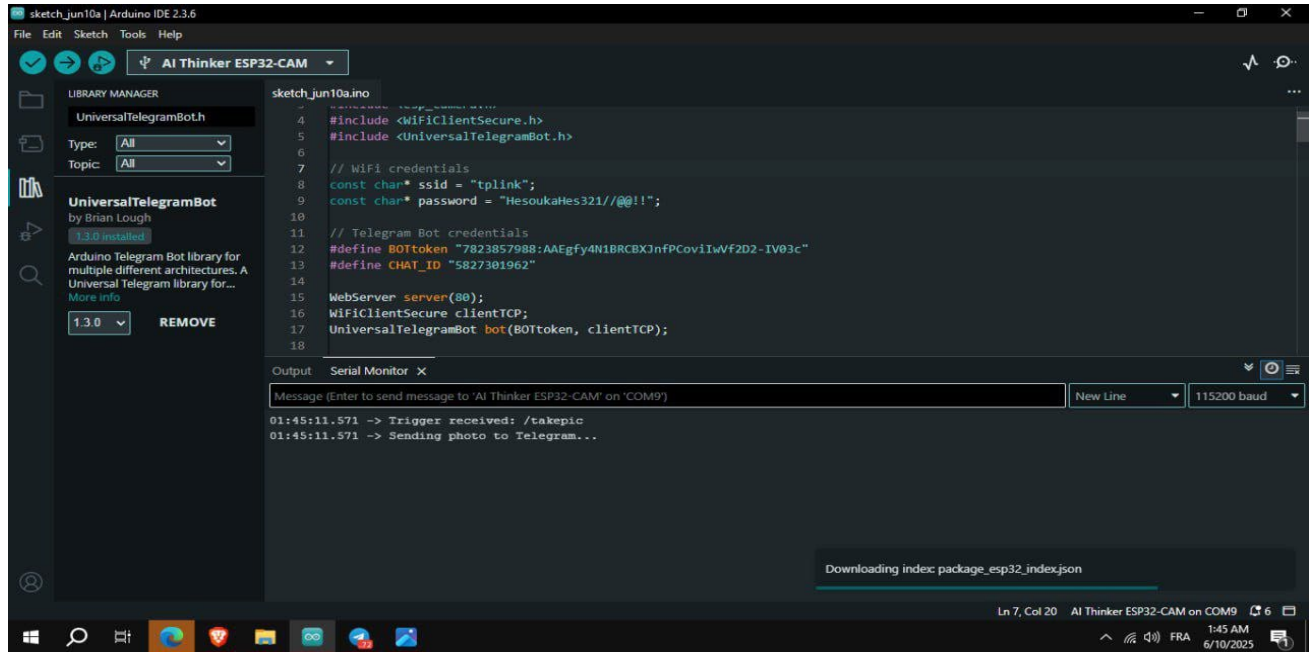 sketch_jun10a | Arduino IDE 2.3.6
File Edit Sketch Tools Help
AI Thinker ESP32-CAM
LIBRARY MANAGER
UniversalTelegramBot.h
Type: All
Topic: All
UniversalTelegramBot
by Brian Lough
1.3.0 installed
Arduino Telegram Bot library for
multiple different architectures. A
Universal Telegram library for...
More info
1.3.0 REMOVE
sketch_jun10a.ino
3 #include <esp_camera.h>
4 #include <WiFiClientSecure.h>
5 #include <UniversalTelegramBot.h>
6
7 // WiFi credentials
8 const char* ssid = "tplink";
9 const char* password = "HesoukaHes321//@@!!";
10
11 // Telegram Bot credentials
12 #define BOTtoken "7823857988:AAEgfy4N1BRCBXJnfPCoviIwVf2D2-IV03c"
13 #define CHAT_ID "5827301962"
14
15 WebServer server(80);
16 WiFiClientSecure clientTCP;
17 UniversalTelegramBot bot(BOTtoken, clientTCP);
18
Output Serial Monitor X
Message (Enter to send message to 'AI Thinker ESP32-CAM' on 'COM9')
New Line 115200 baud
01:45:11.571 -> Trigger received: /takepic
01:45:11.571 -> Sending photo to Telegram...
Downloading index: package_esp32_index.json
Ln 7, Col 20 AI Thinker ESP32-CAM on COM9 6
72
FRA
1:45 AM
6/10/2025
1